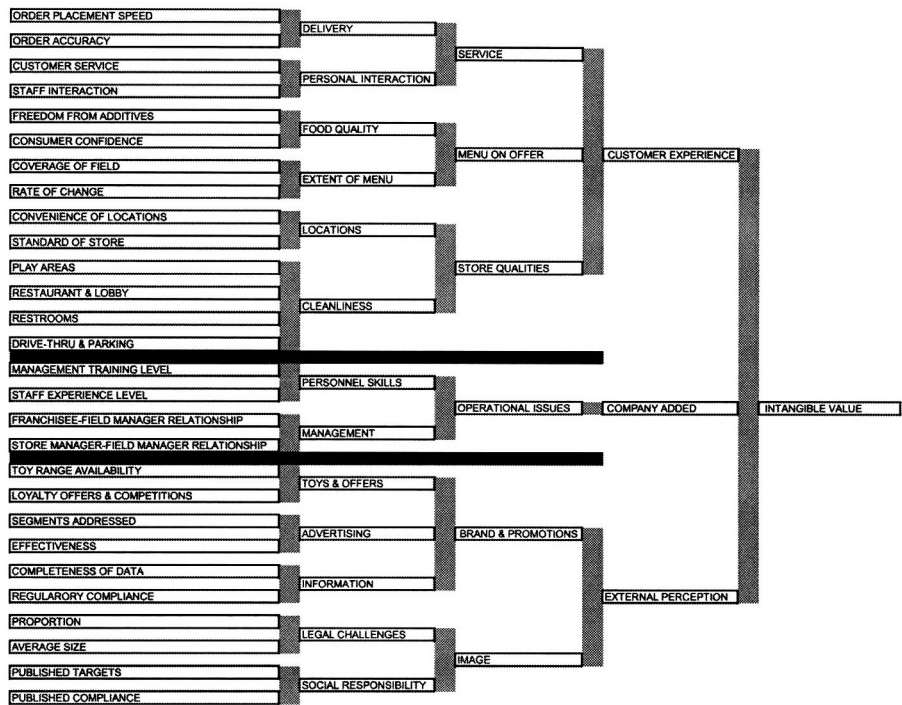 ORDER PLACEMENT SPEED
ORDER ACCURACY
CUSTOMER SERVICE
STAFF INTERACTION
FREEDOM FROM ADDITIVES
CONSUMER CONFIDENCE
COVERAGE OF FIELD
RATE OF CHANGE
CONVENIENCE OF LOCATIONS
STANDARD OF STORE
PLAY AREAS
RESTAURANT & LOBBY
RESTROOMS
DRIVE-THRU & PARKING
MANAGEMENT TRAINING LEVEL
STAFF EXPERIENCE LEVEL
FRANCHISEE-FIELD MANAGER RELATIONSHIP
STORE MANAGER-FIELD MANAGER RELATIONSHIP
TOY RANGE AVAILABILITY
LOYALTY OFFERS & COMPETITIONS
SEGMENTS ADDRESSED
EFFECTIVENESS
COMPLETENESS OF DATA
REGULARORY COMPLIANCE
PROPORTION
AVERAGE SIZE
PUBLISHED TARGETS
PUBLISHED COMPLIANCE
DELIVERY
PERSONAL INTERACTION
FOOD QUALITY
EXTENT OF MENU
LOCATIONS
CLEANLINESS
PERSONNEL SKILLS
MANAGEMENT
TOYS & OFFERS
ADVERTISING
INFORMATION
LEGAL CHALLENGES
SOCIAL RESPONSIBILITY
SERVICE
MENU ON OFFER
STORE QUALITIES
OPERATIONAL ISSUES
BRAND & PROMOTIONS
IMAGE
CUSTOMER EXPERIENCE
COMPANY ADDED
EXTERNAL PERCEPTION
INTANGIBLE VALUE